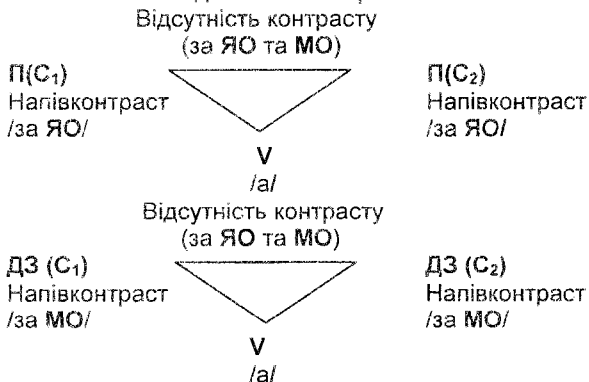 Відсутність контрасту
(за ЯО та МО)
П(С₁) П(С₂)
Напівконтраст Напівконтраст
/за ЯО/ /за ЯО/
V
/а/
Відсутність контрасту
(за ЯО та МО)
ДЗ (С₁) ДЗ (С₂)
Напівконтраст Напівконтраст
/за МО/ /за МО/
V
/а/